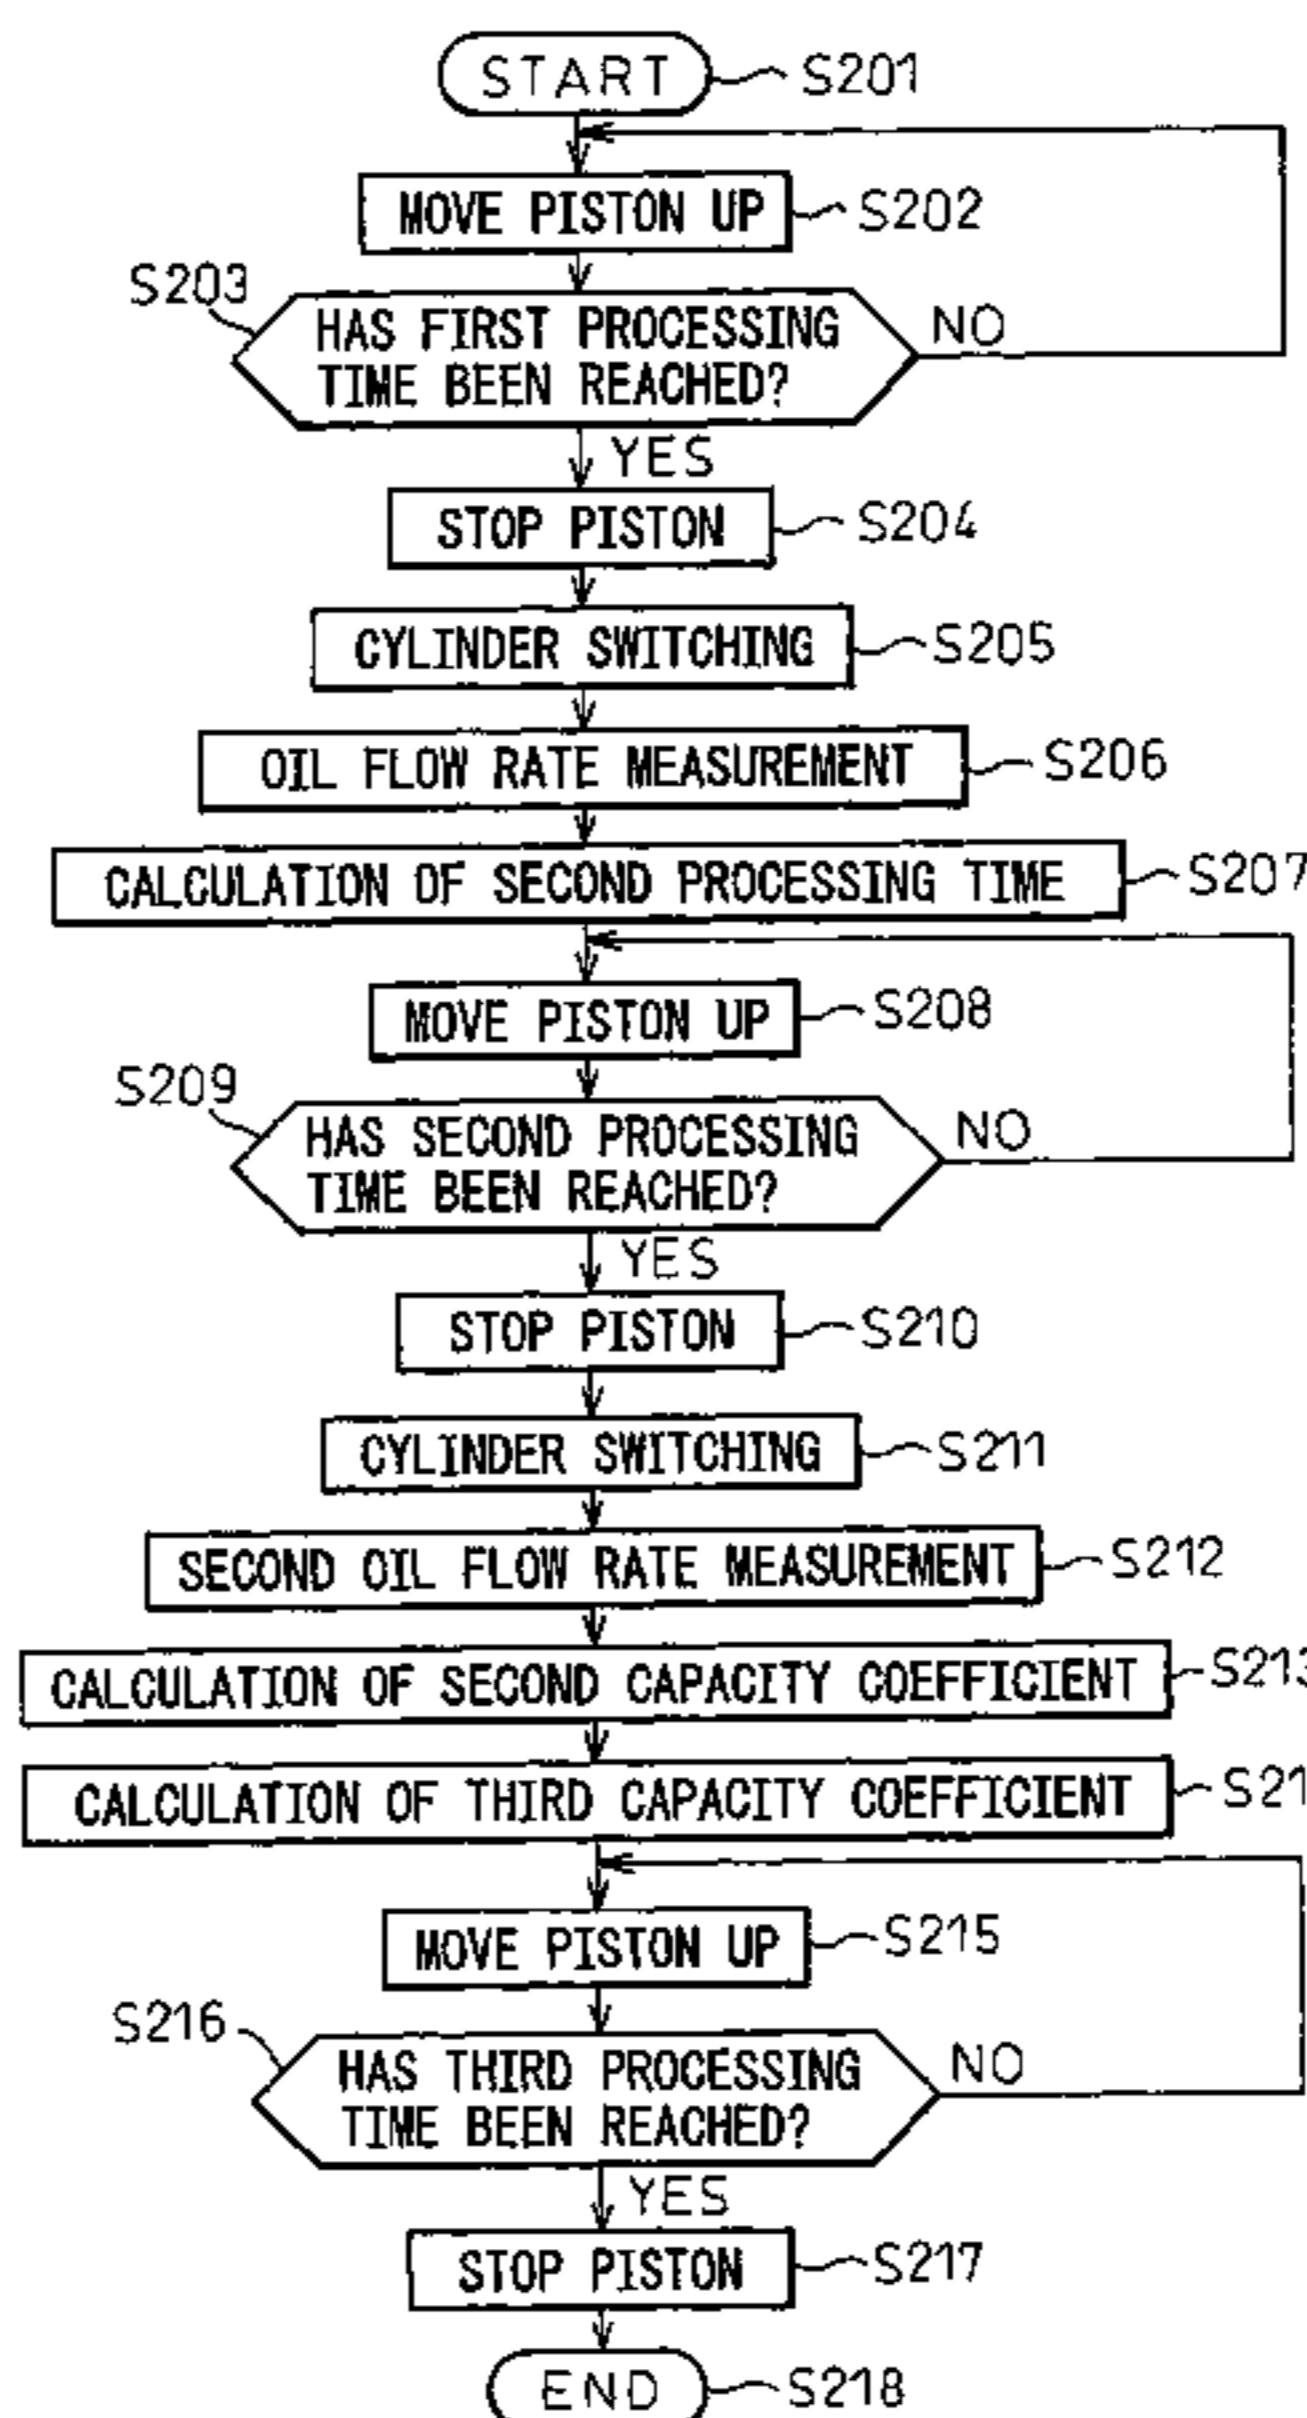 START S201
MOVE PISTON UP S202
S203
HAS FIRST PROCESSING
TIME BEEN REACHED?
NO
YES
STOP PISTON S204
CYLINDER SWITCHING S205
OIL FLOW RATE MEASUREMENT S206
CALCULATION OF SECOND PROCESSING TIME S207
MOVE PISTON UP S208
S209
HAS SECOND PROCESSING
TIME BEEN REACHED?
NO
YES
STOP PISTON S210
CYLINDER SWITCHING S211
SECOND OIL FLOW RATE MEASUREMENT S212
CALCULATION OF SECOND CAPACITY COEFFICIENT S213
CALCULATION OF THIRD CAPACITY COEFFICIENT S21
MOVE PISTON UP S215
S216
HAS THIRD PROCESSING
TIME BEEN REACHED?
NO
YES
STOP PISTON S217
END S218